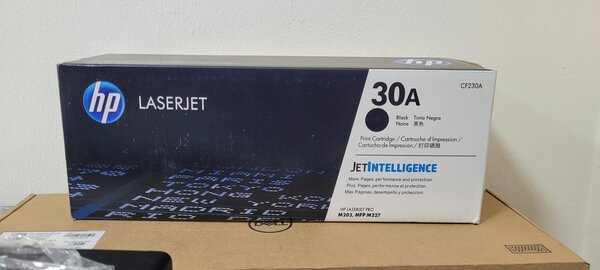 hp
LASERJET
30A
CF230A
Black Tinta Negra
Noire 黑色
Print Cartridge / Cartouche d'impression /
Cartucho de impresión / 打印硒鼓
JETINTELLIGENCE
More. Pages, performance and protection.
Plus. Pages, performances et protection.
Más. Páginas, desempeño y protección.
HP LASERJET PRO
M203, MFP M227
DELL